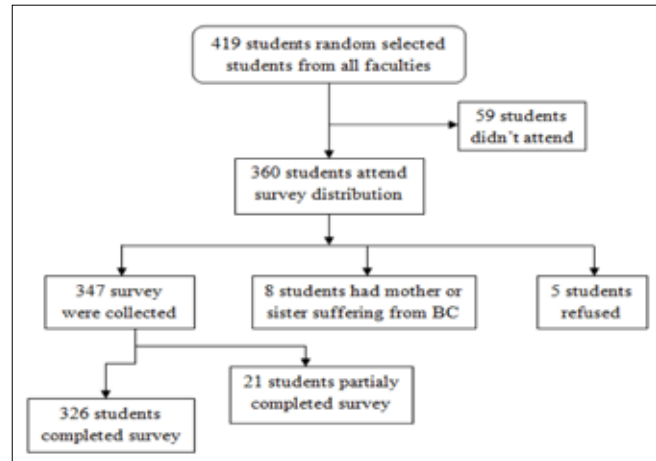 419 students random selected
students from all faculties
59 students
didn't attend
360 students attend
survey distribution
347 survey
were collected
8 students had mother or
sister suffering from BC
5 students
refused
21 students partialy
completed survey
326 students
completed survey